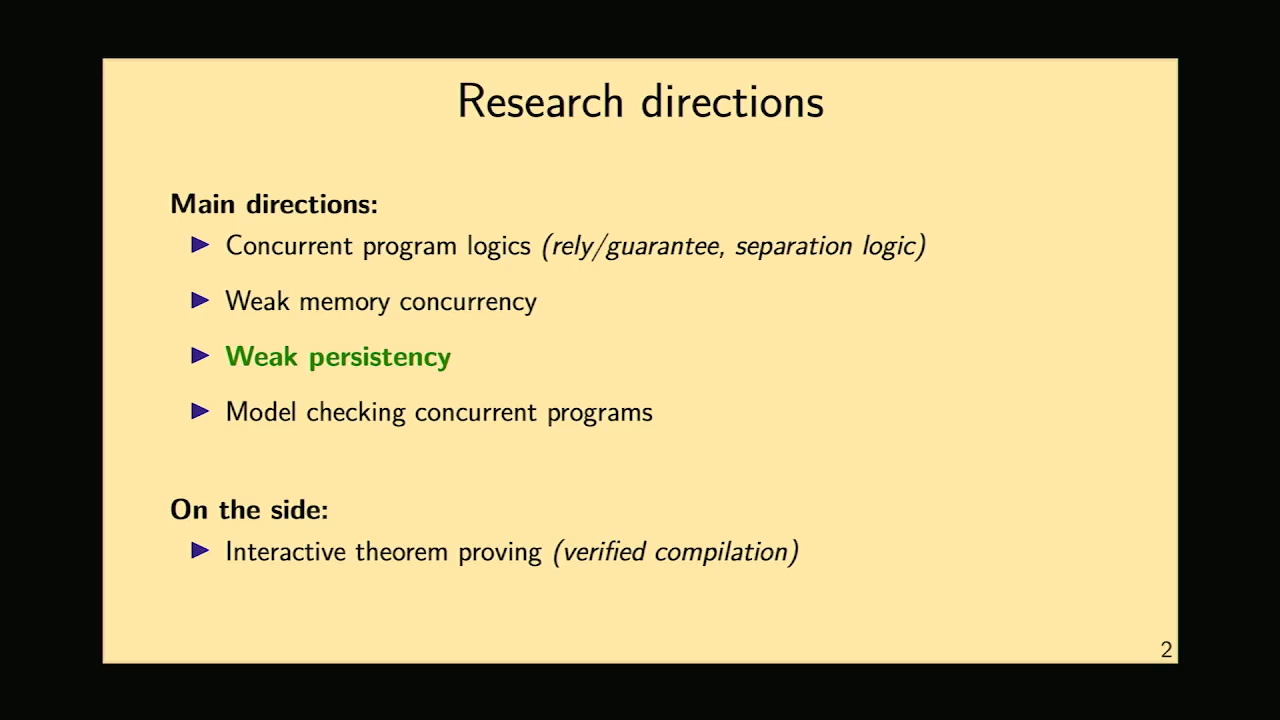 Research directions
Main directions:
▶ Concurrent program logics (rely/guarantee, separation logic)
▶ Weak memory concurrency
▶ Weak persistency
▶ Model checking concurrent programs
On the side:
▶ Interactive theorem proving (verified compilation)
2